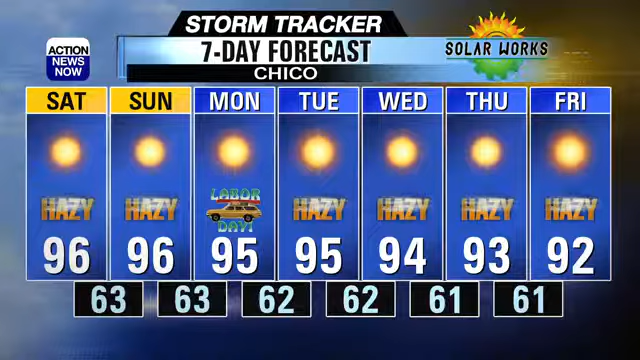 STORM TRACKER
7-DAY FORECAST
CHICO
ACTION
NEWS
NOW
SOLAR WORKS
SAT SUN MON TUE WED THU FRI
HAZY HAZY LABOR DAY! HAZY HAZY HAZY HAZY
96 96 95 95 94 93 92
63 63 62 62 61 61